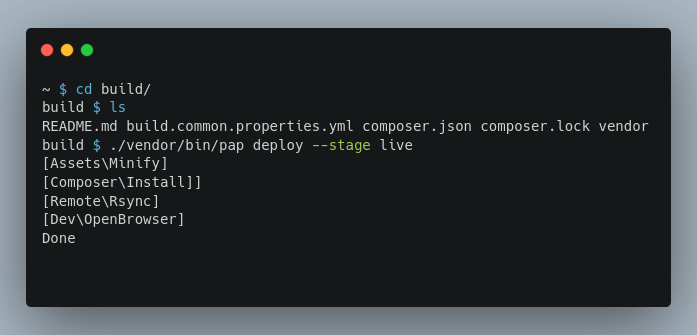 ~ $ cd build/
build $ ls
README.md build.common.properties.yml composer.json composer.lock vendor
build $ ./vendor/bin/pap deploy --stage live
[Assets\Minify]
[Composer\Install]]
[Remote\Rsync]
[Dev\OpenBrowser]
Done